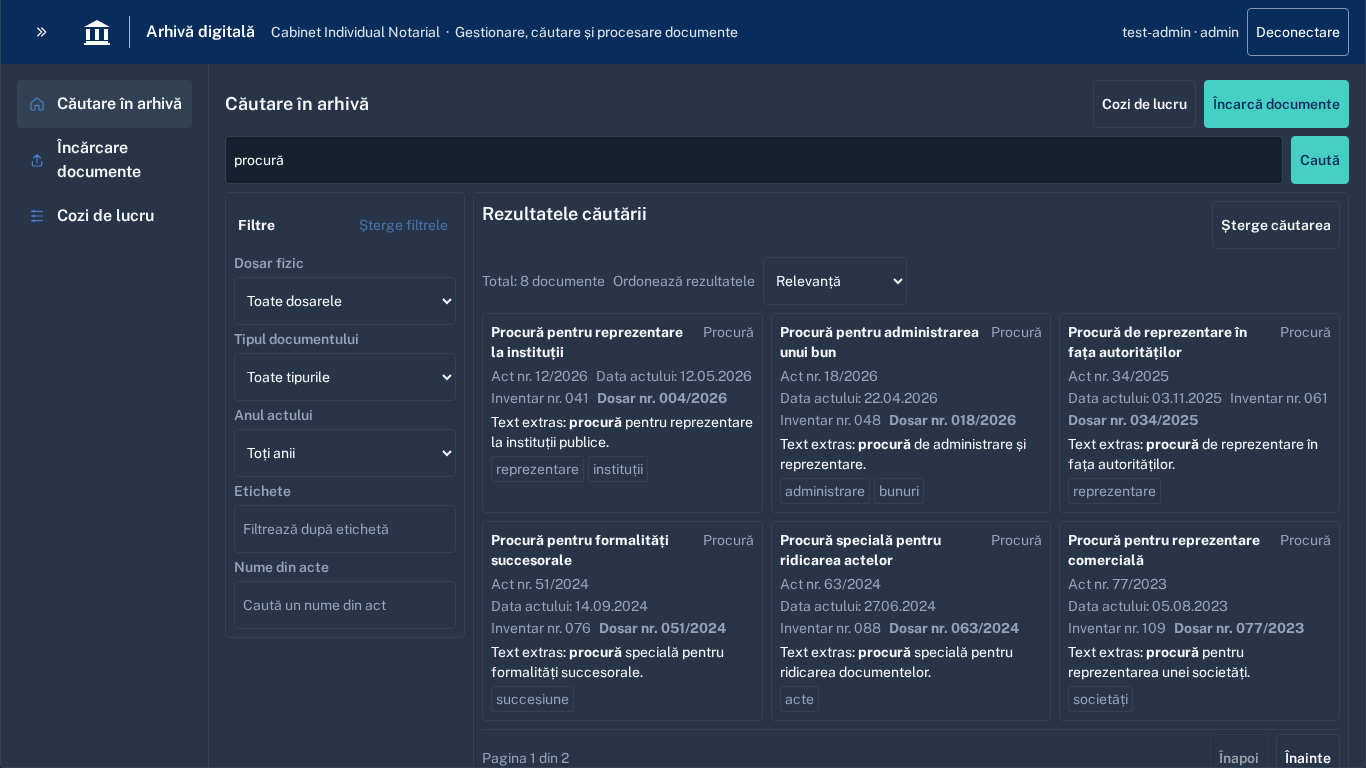 Arhivă digitală
Cabinet Individual Notarial · Gestionare, căutare și procesare documente
test-admin · admin
Deconectare
Căutare în arhivă
Încărcare
documente
Cozi de lucru
Căutare în arhivă
Cozi de lucru
Încarcă documente
procură
Caută
Filtre
Șterge filtrele
Dosar fizic
Toate dosarele
Tipul documentului
Toate tipurile
Anul actului
Toți anii
Etichete
Filtrează după etichetă
Nume din acte
Caută un nume din act
Rezultatele căutării
Șterge căutarea
Total: 8 documente Ordonează rezultatele Relevanță
Procură pentru reprezentare
la instituții
Procură
Act nr. 12/2026 Data actului: 12.05.2026
Inventar nr. 041 Dosar nr. 004/2026
Text extras: procură pentru reprezentare
la instituții publice.
reprezentare instituții
Procură pentru administrarea
unui bun
Procură
Act nr. 18/2026
Data actului: 22.04.2026
Inventar nr. 048 Dosar nr. 018/2026
Text extras: procură de administrare și
reprezentare.
administrare bunuri
Procură de reprezentare în
fața autorităților
Procură
Act nr. 34/2025
Data actului: 03.11.2025 Inventar nr. 061
Dosar nr. 034/2025
Text extras: procură de reprezentare în
fața autorităților.
reprezentare
Procură pentru formalități
succesorale
Procură
Act nr. 51/2024
Data actului: 14.09.2024
Inventar nr. 076 Dosar nr. 051/2024
Text extras: procură specială pentru
formalități succesorale.
succesiune
Procură specială pentru
ridicarea actelor
Procură
Act nr. 63/2024
Data actului: 27.06.2024
Inventar nr. 088 Dosar nr. 063/2024
Text extras: procură specială pentru
ridicarea documentelor.
acte
Procură pentru reprezentare
comercială
Procură
Act nr. 77/2023
Data actului: 05.08.2023
Inventar nr. 109 Dosar nr. 077/2023
Text extras: procură pentru
reprezentarea unei societăți.
societăți
Pagina 1 din 2
Înapoi
Înainte